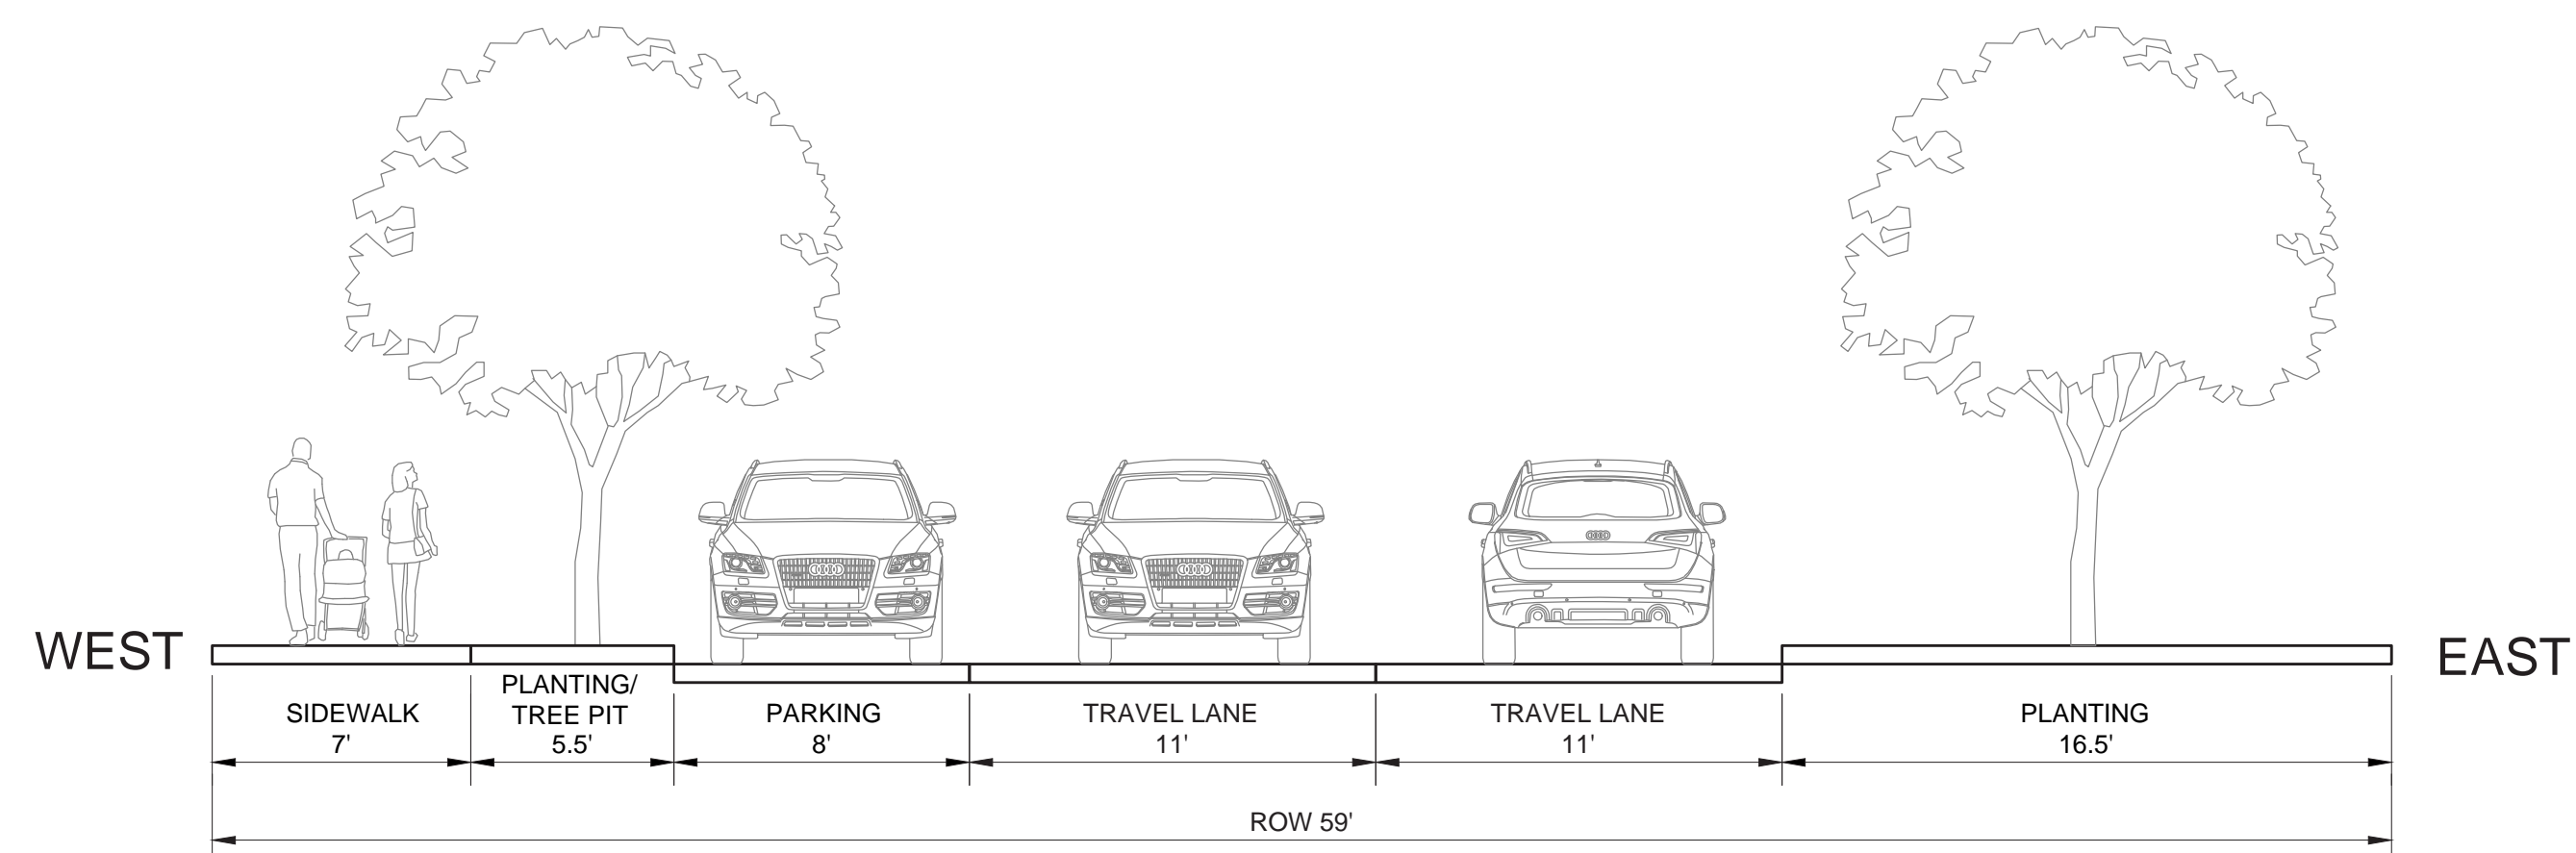 WEST
EAST
SIDEWALK
7'
PLANTING/
TREE PIT
5.5'
PARKING
8'
TRAVEL LANE
11'
TRAVEL LANE
11'
PLANTING
16.5'
ROW 59'